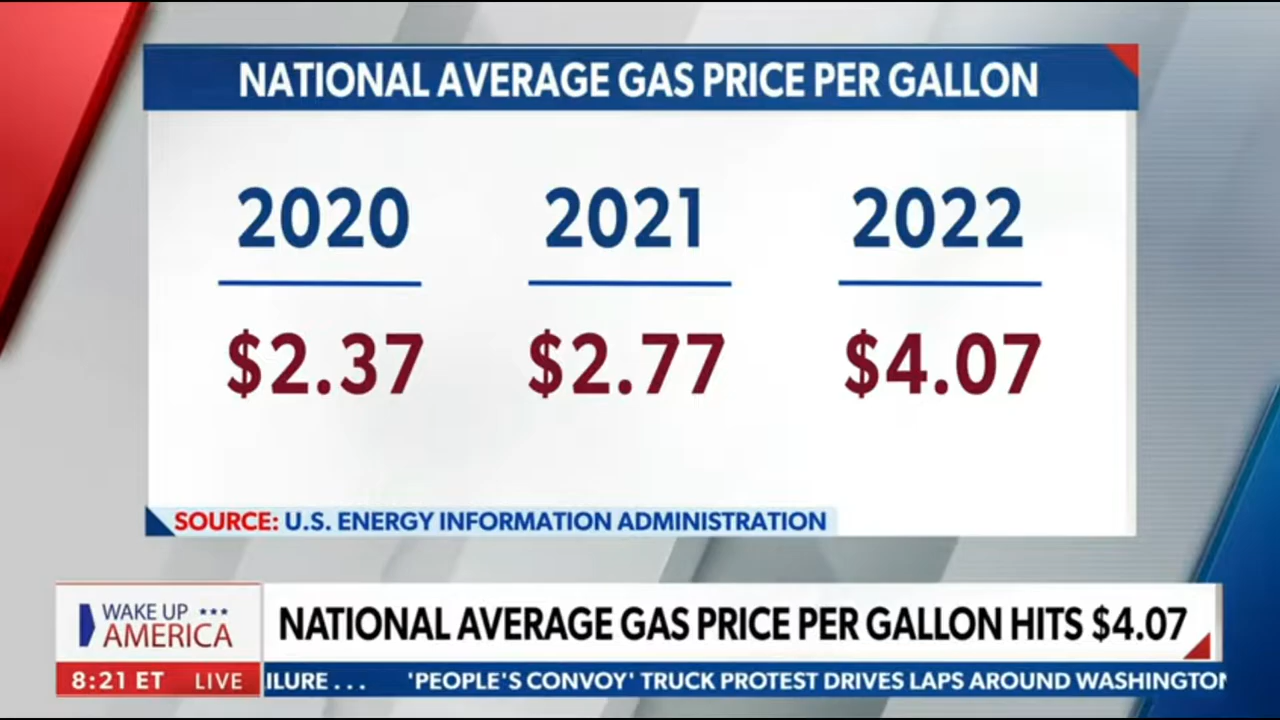 NATIONAL AVERAGE GAS PRICE PER GALLON
2020 2021 2022
$2.37 $2.77 $4.07
SOURCE: U.S. ENERGY INFORMATION ADMINISTRATION
WAKE UP
AMERICA
NATIONAL AVERAGE GAS PRICE PER GALLON HITS $4.07
8:21 ET LIVE
ILURE... 'PEOPLE'S CONVOY' TRUCK PROTEST DRIVES LAPS AROUND WASHINGTON